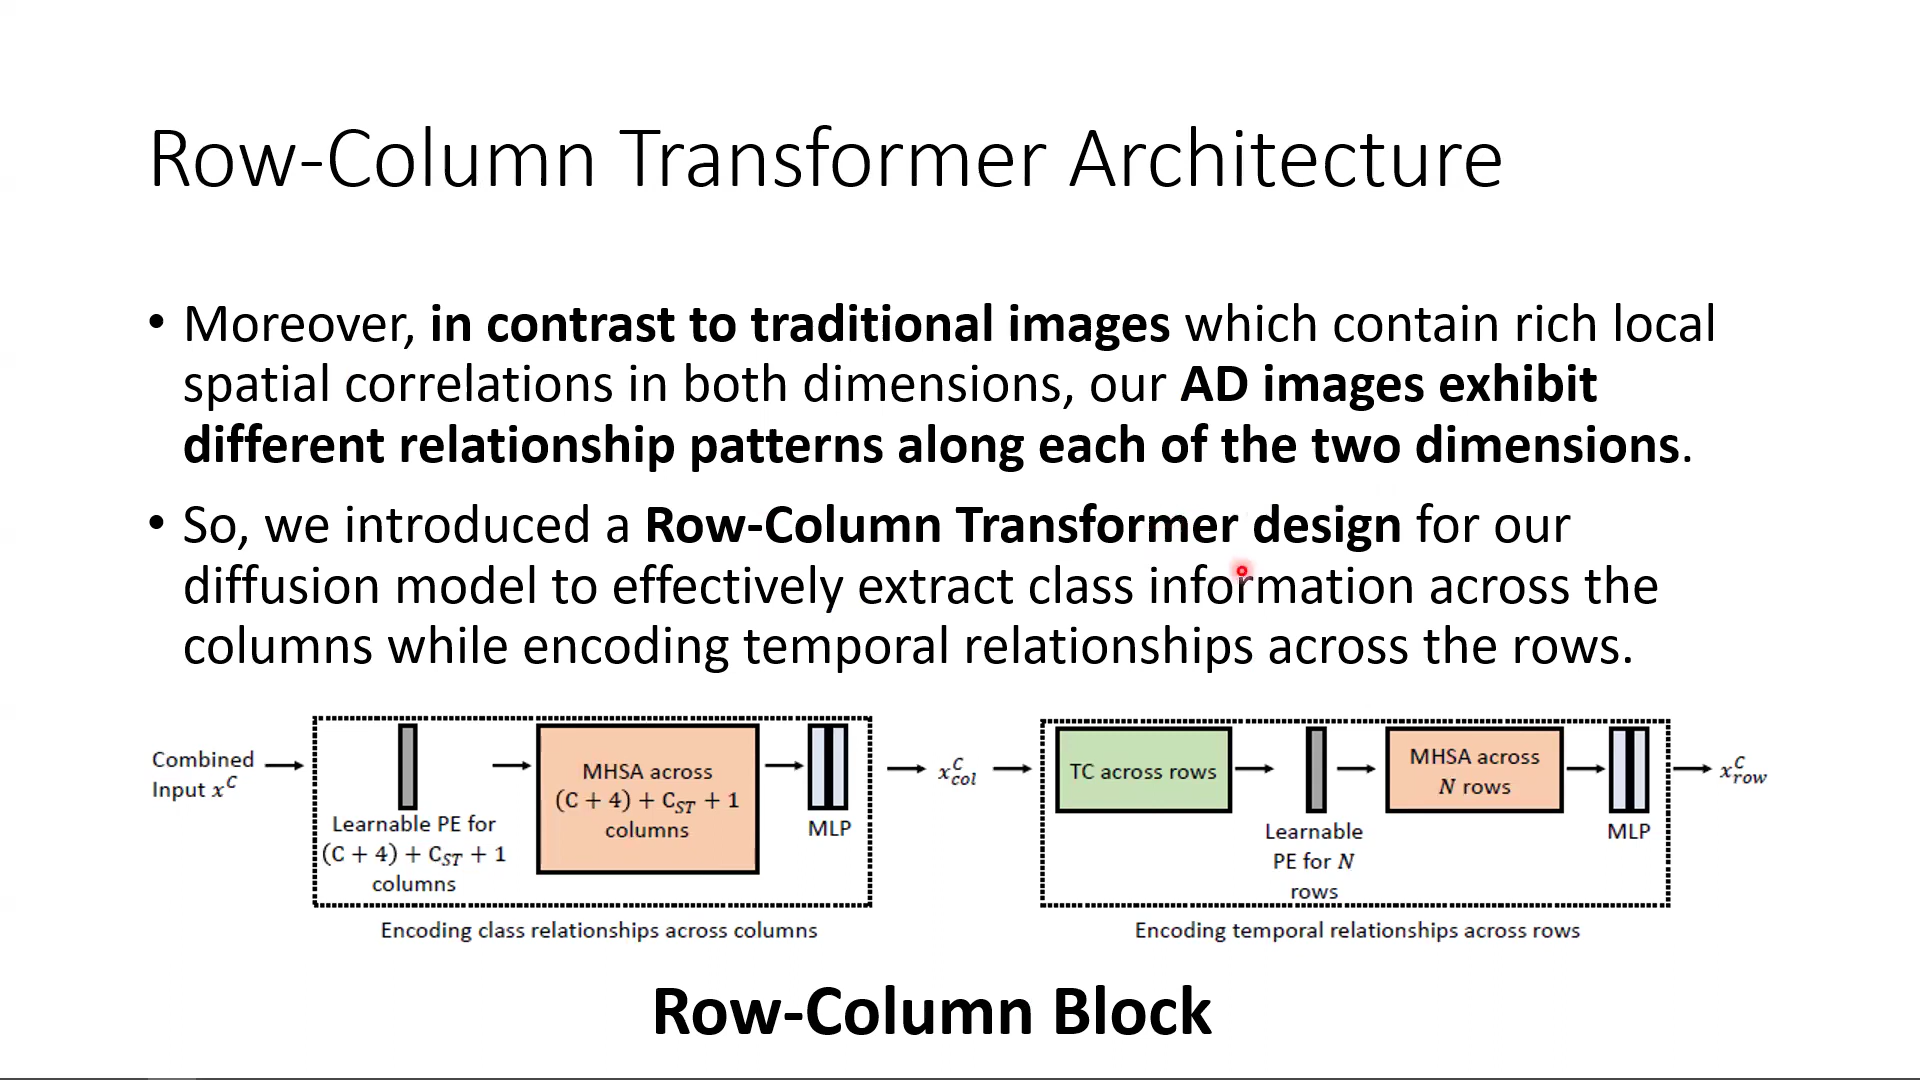 Row-Column Transformer Architecture
• Moreover, in contrast to traditional images which contain rich local
spatial correlations in both dimensions, our AD images exhibit
different relationship patterns along each of the two dimensions.
• So, we introduced a Row-Column Transformer design for our
diffusion model to effectively extract class information across the
columns while encoding temporal relationships across the rows.
Combined
Input x^C
Learnable PE for
(C + 4) + C_ST + 1
columns
MHSA across
(C + 4) + C_ST + 1
columns
MLP
Encoding class relationships across columns
x^C_col
TC across rows
Learnable
PE for N
rows
MHSA across
N rows
MLP
Encoding temporal relationships across rows
x^C_row
Row-Column Block